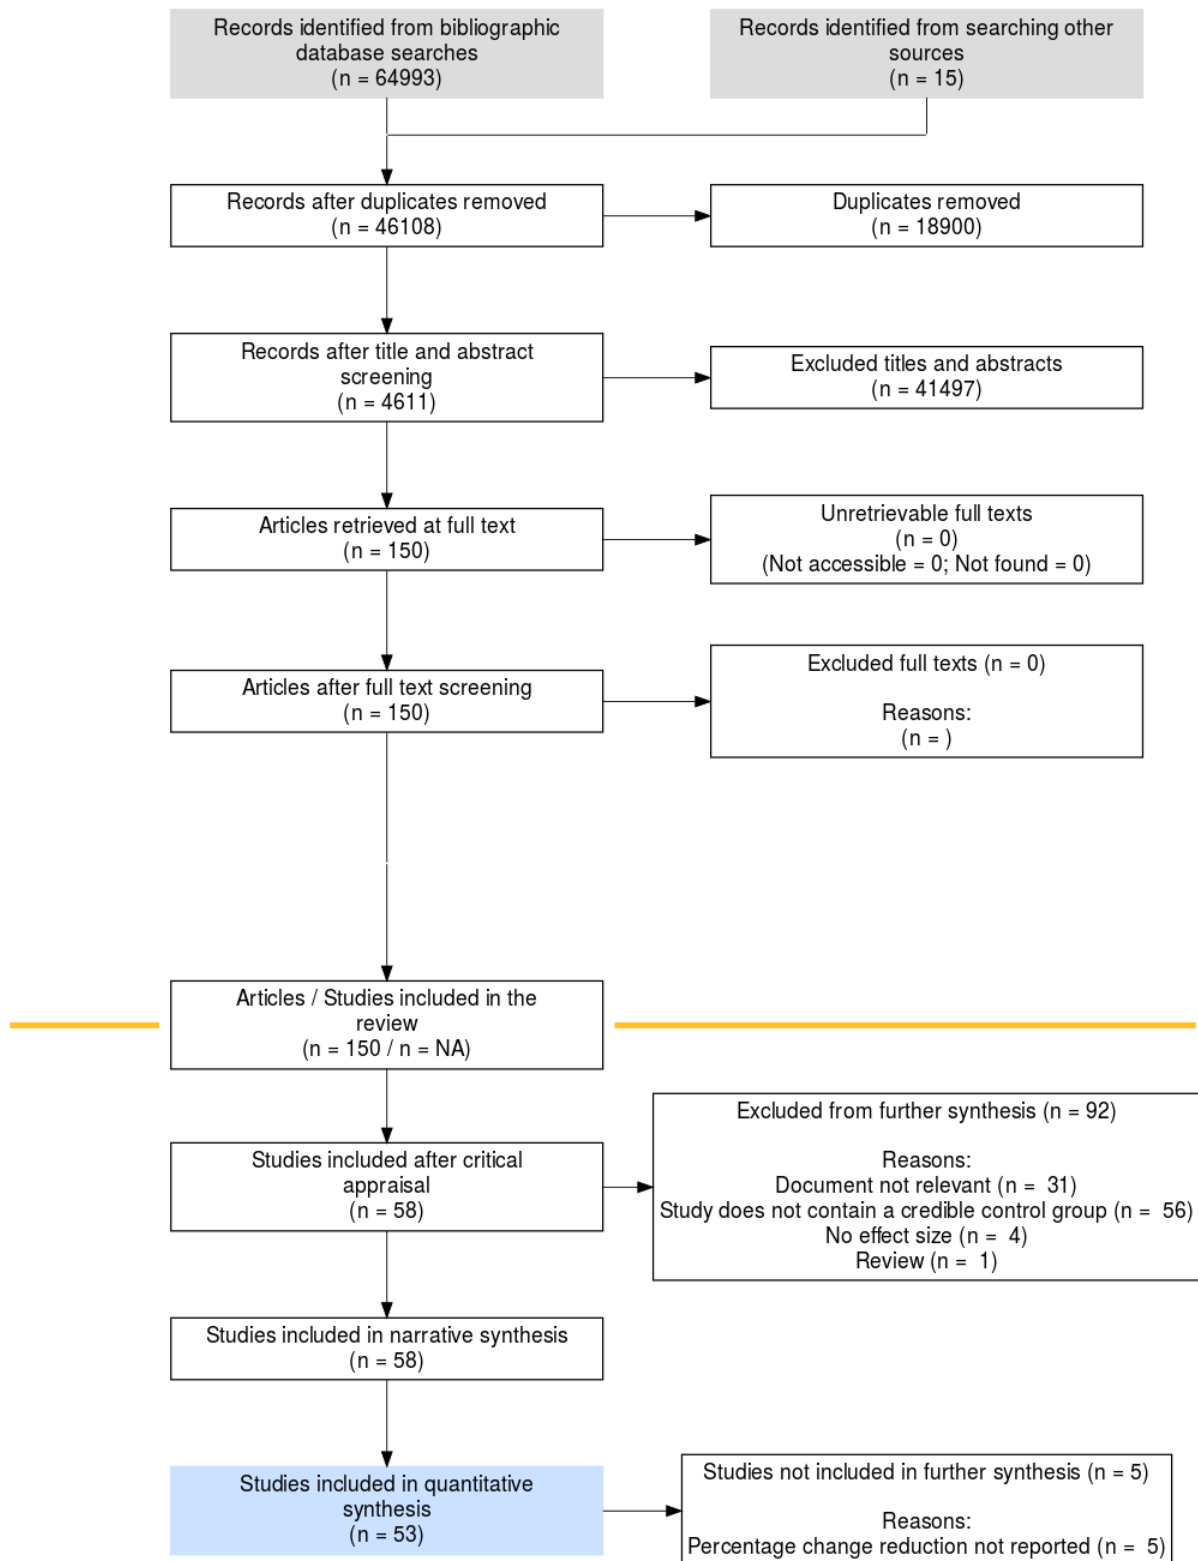 Records identified from bibliographic
database searches
(n = 64993)
Records identified from searching other
sources
(n = 15)
Records after duplicates removed
(n = 46108)
Duplicates removed
(n = 18900)
Records after title and abstract
screening
(n = 4611)
Excluded titles and abstracts
(n = 41497)
Articles retrieved at full text
(n = 150)
Unretrievable full texts
(n = 0)
(Not accessible = 0; Not found = 0)
Articles after full text screening
(n = 150)
Excluded full texts (n = 0)
Reasons:
(n = )
Articles / Studies included in the
review
(n = 150 / n = NA)
Studies included after critical
appraisal
(n = 58)
Excluded from further synthesis (n = 92)
Reasons:
Document not relevant (n =  31)
Study does not contain a credible control group (n =  56)
No effect size (n =  4)
Review (n =  1)
Studies included in narrative synthesis
(n = 58)
Studies included in quantitative
synthesis
(n = 53)
Studies not included in further synthesis (n = 5)
Reasons:
Percentage change reduction not reported (n =  5)